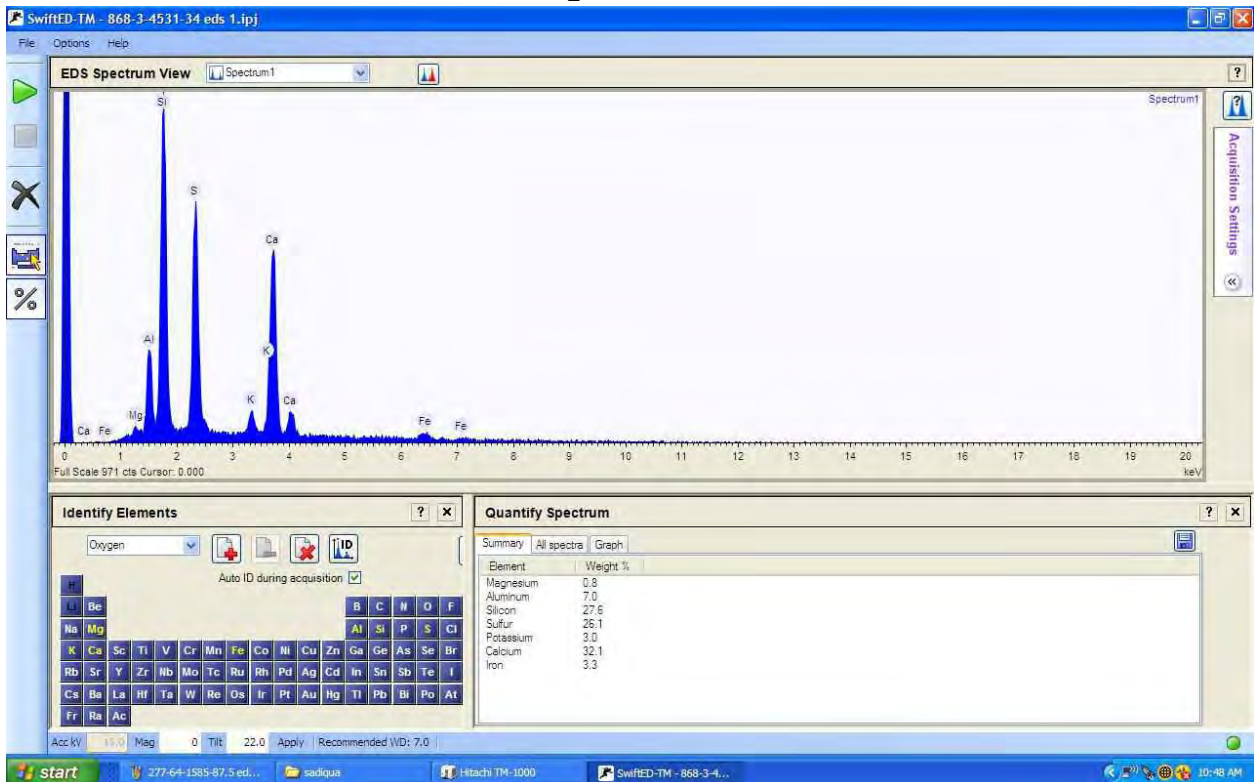 SwiftED-TM - 868-3-4531-34 eds 1.ipj
File Options Help
EDS Spectrum View Spectrum1 ?
Spectrum1
Si
S
Ca
Al
K
K Ca
Mg
Ca Fe Fe Fe
0 1 2 3 4 5 6 7 8 9 10 11 12 13 14 15 16 17 18 19 20
Full Scale 971 cts Cursor: 0.000 keV
Acquisition Settings
%
Identify Elements ? X
Oxygen
ID
Auto ID during acquisition
H
Li Be B C N O F
Na Mg Al Si P S Cl
K Ca Sc Ti V Cr Mn Fe Co Ni Cu Zn Ga Ge As Se Br
Rb Sr Y Zr Nb Mo Tc Ru Rh Pd Ag Cd In Sn Sb Te I
Cs Ba La Hf Ta W Re Os Ir Pt Au Hg Tl Pb Bi Po At
Fr Ra Ac
Quantify Spectrum ? X
Summary All spectra Graph
Element Weight %
Magnesium 0.8
Aluminum 7.0
Silicon 27.6
Sulfur 26.1
Potassium 3.0
Calcium 32.1
Iron 3.3
Acc kV 15.0 Mag 0 Tilt 22.0 Apply Recommended WD: 7.0
start 277-64-1585-87.5 ed... sadiqua Hitachi TM-1000 SwiftED-TM - 868-3-4... 10:48 AM